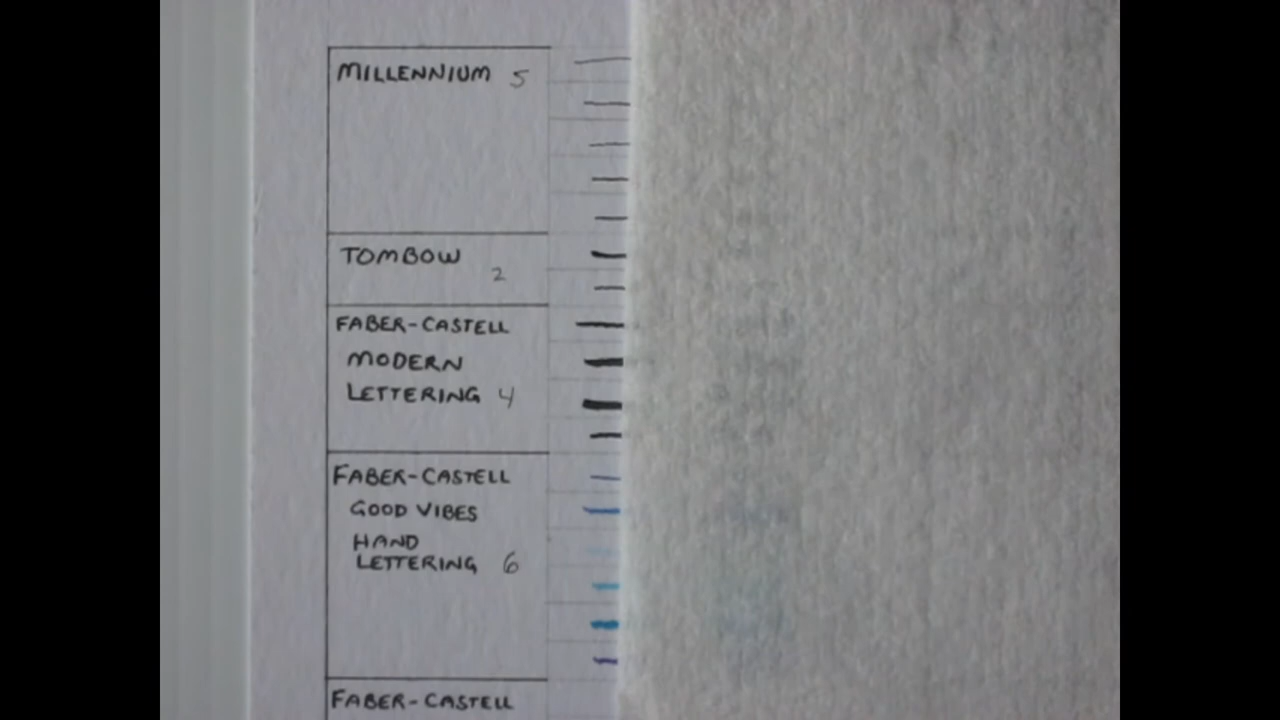 MILLENNIUM 5
TOMBOW
2
FABER-CASTELL
MODERN
LETTERING 4
FABER-CASTELL
GOOD VIBES
HAND
LETTERING 6
FABER-CASTELL